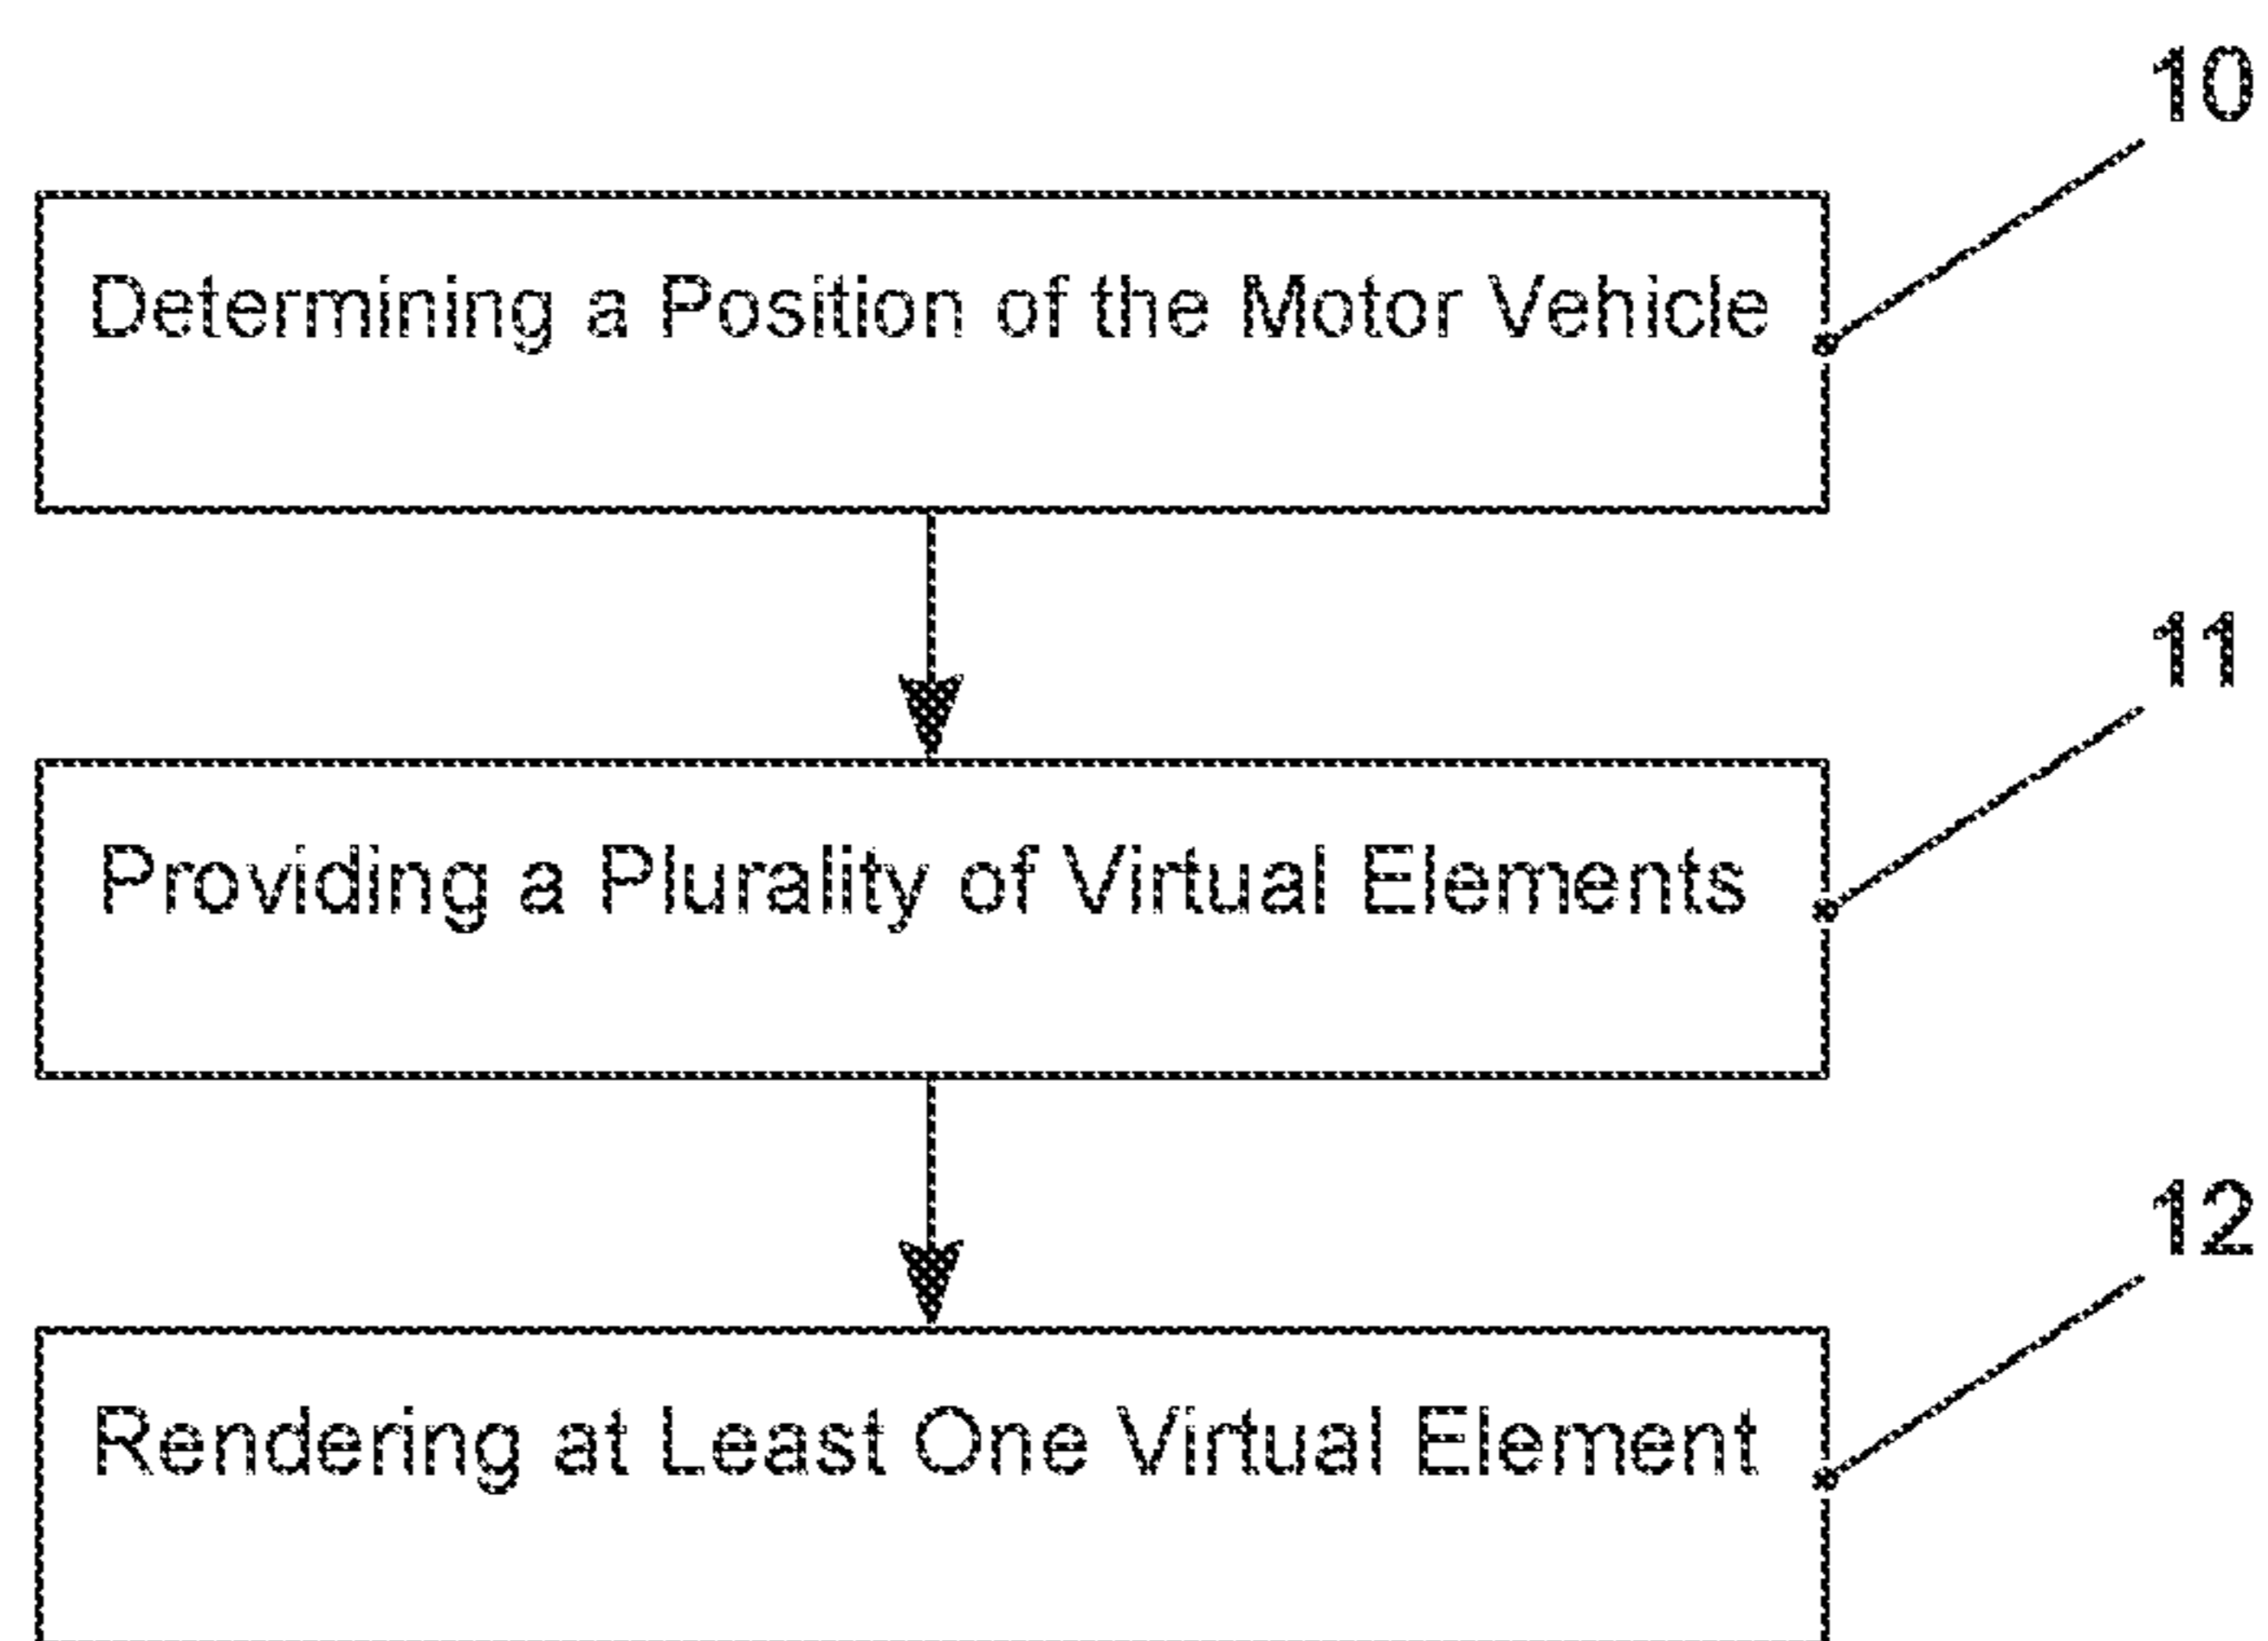 10
Determining a Position of the Motor Vehicle
11
Providing a Plurality of Virtual Elements
12
Rendering at Least One Virtual Element